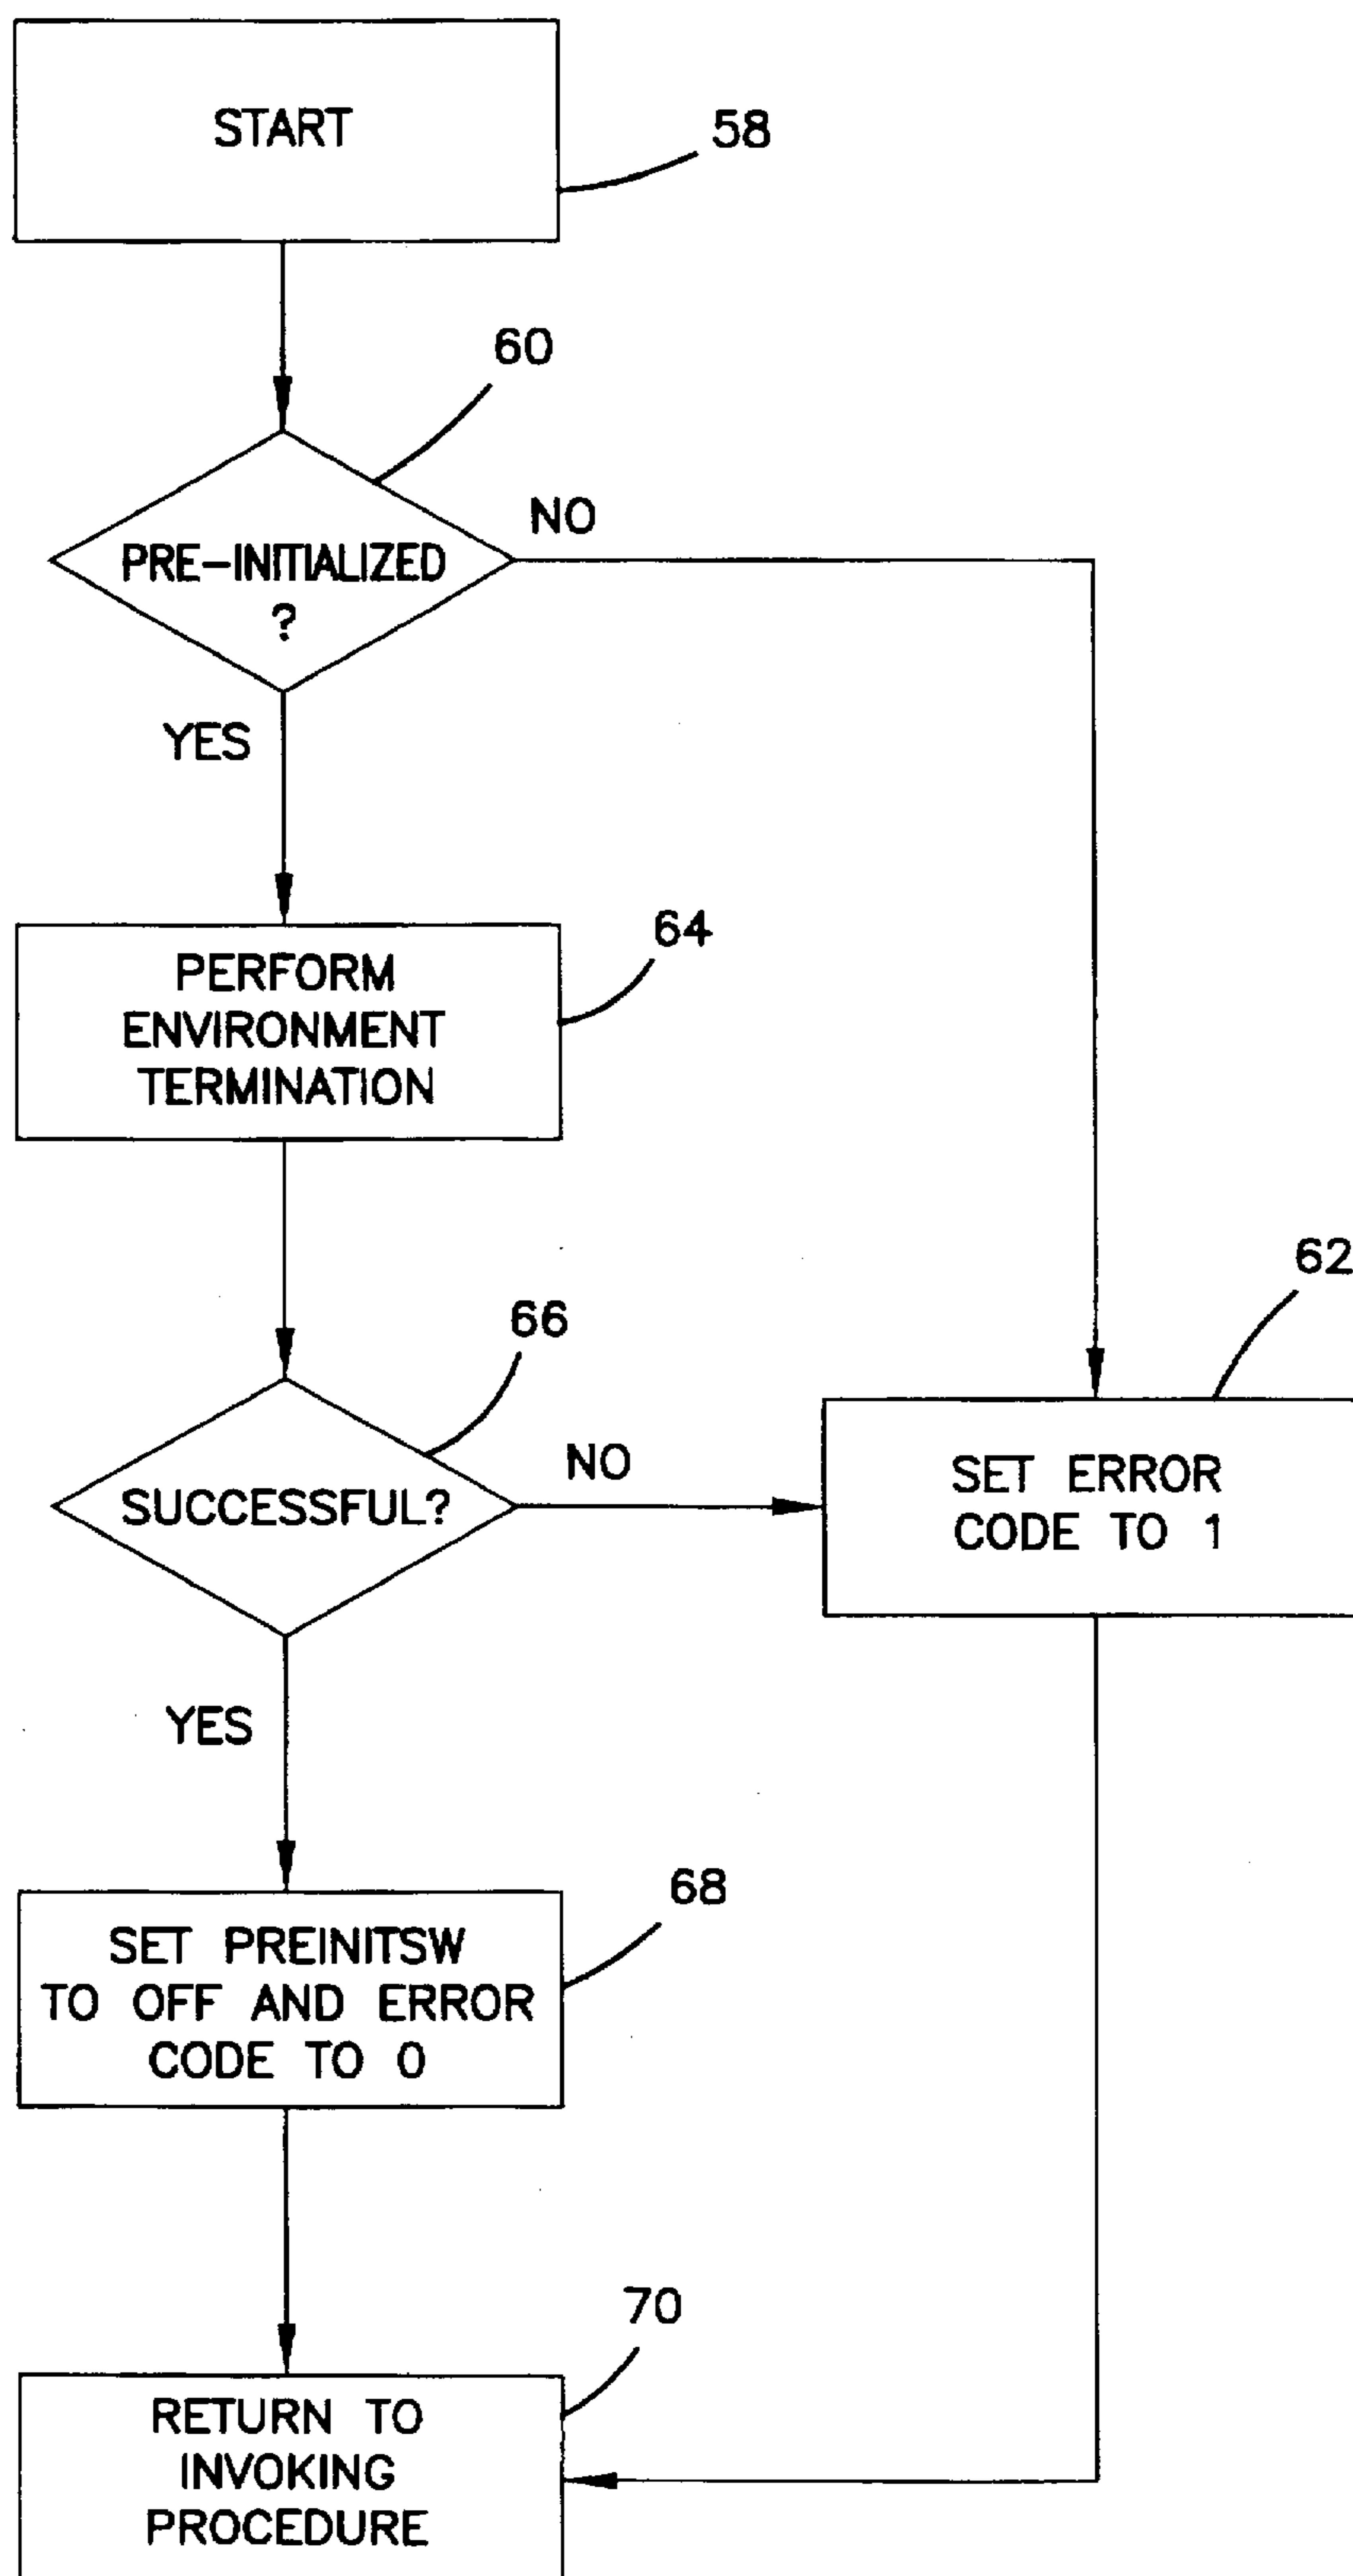 START
58
60
NO
PRE-INITIALIZED
?
YES
64
PERFORM
ENVIRONMENT
TERMINATION
62
66
NO
SUCCESSFUL?
SET ERROR
CODE TO 1
YES
68
SET PREINITSW
TO OFF AND ERROR
CODE TO 0
70
RETURN TO
INVOKING
PROCEDURE